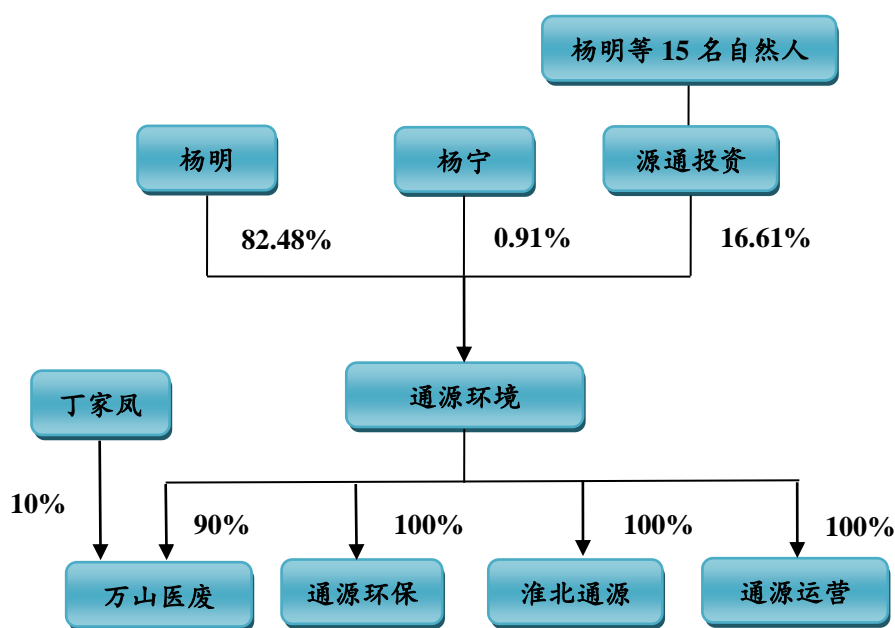 杨明等 15 名自然人
杨明
杨宁
源通投资
82.48%
0.91%
16.61%
丁家凤
通源环境
10%
90%
100%
100%
100%
万山医废
通源环保
淮北通源
通源运营